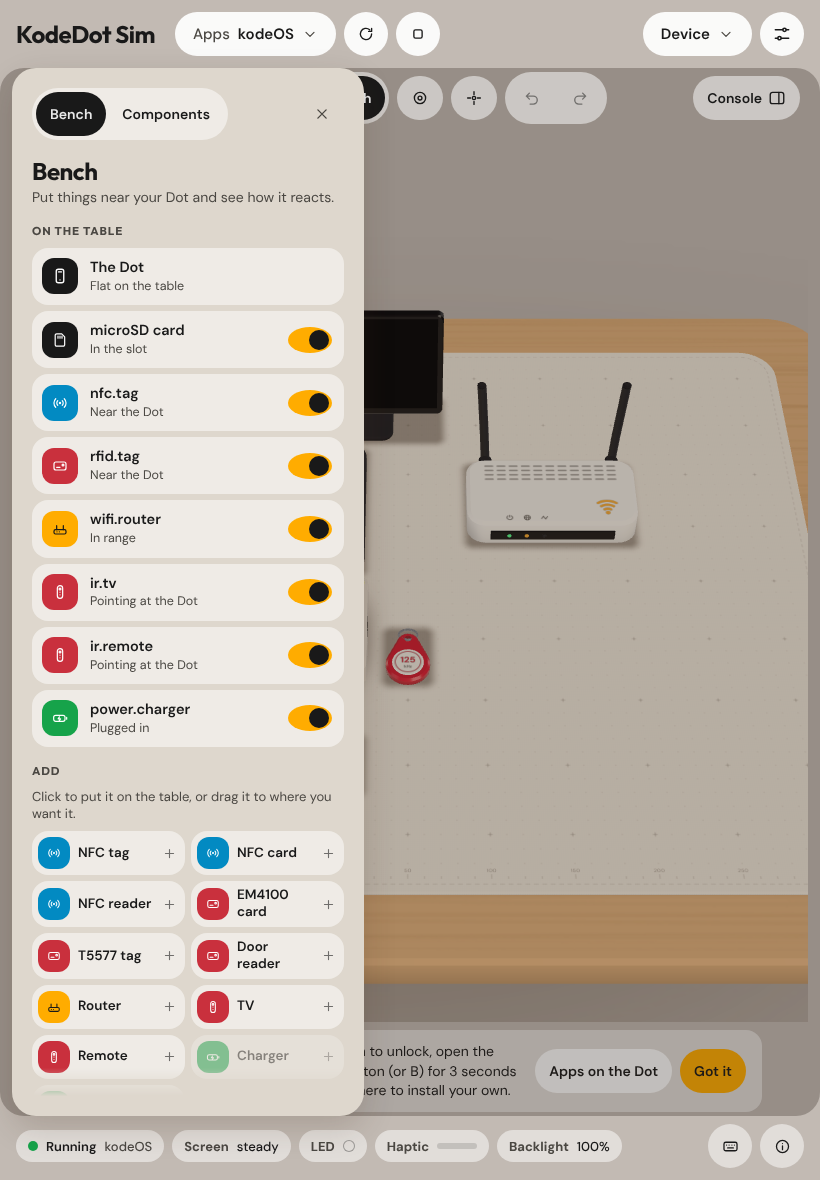 KodeDot Sim
Apps kodeOS
Device
Bench
Components
h
Console
Bench
Put things near your Dot and see how it reacts.
ON THE TABLE
The Dot
Flat on the table
microSD card
In the slot
nfc.tag
Near the Dot
rfid.tag
Near the Dot
wifi.router
In range
ir.tv
Pointing at the Dot
ir.remote
Pointing at the Dot
power.charger
Plugged in
125
ADD
Click to put it on the table, or drag it to where you
want it.
NFC tag
NFC card
NFC reader
EM4100
card
T5577 tag
Door
reader
Router
TV
Remote
Charger
to unlock, open the
ton (or B) for 3 seconds
here to install your own.
Apps on the Dot
Got it
Running kodeOS
Screen steady
LED
Haptic
Backlight 100%